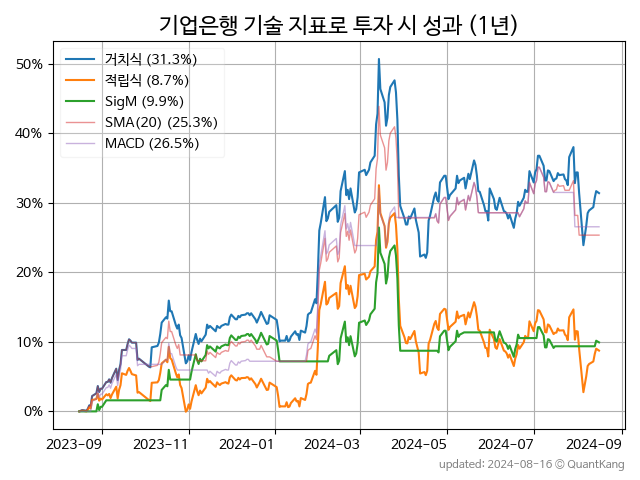 기업은행 기술 지표로 투자 시 성과 (1년)
거치식 (31.3%)
적립식 (8.7%)
SigM (9.9%)
SMA(20) (25.3%)
MACD (26.5%)
50%
40%
30%
20%
10%
0%
2023-09 2023-11 2024-01 2024-03 2024-05 2024-07 2024-09
updated: 2024-08-16 © QuantKang